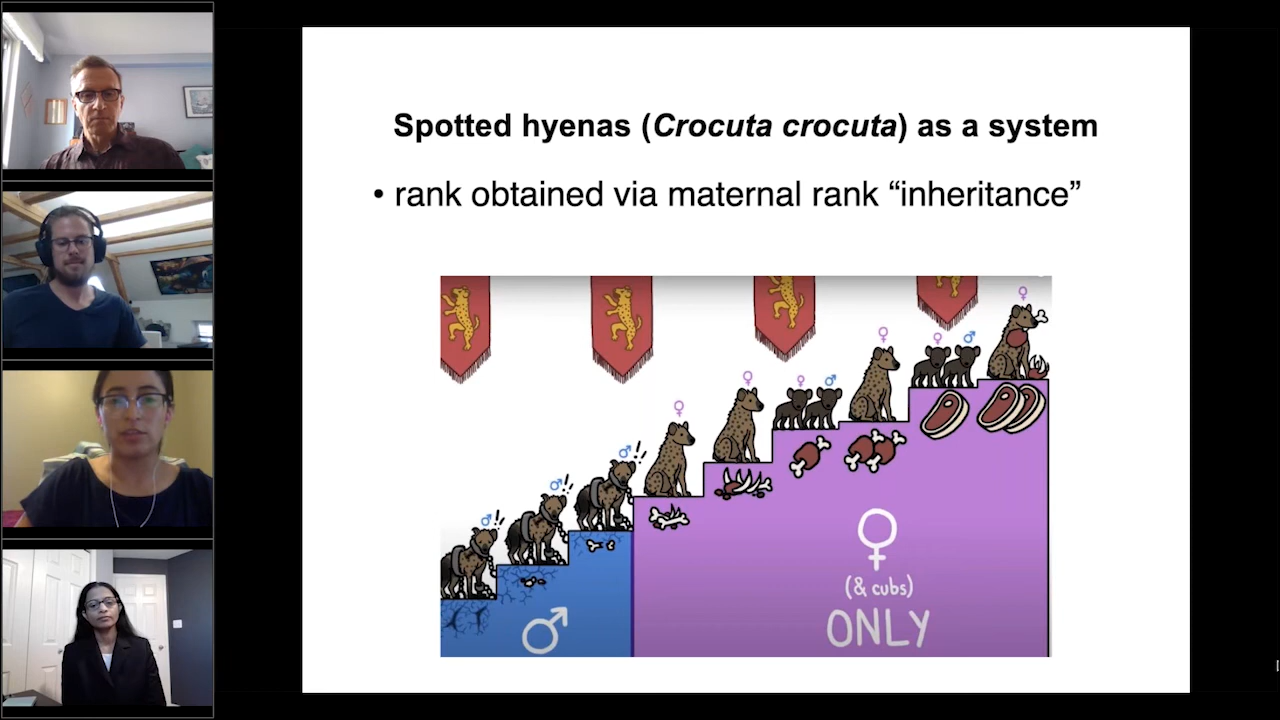 Spotted hyenas (Crocuta crocuta) as a system
• rank obtained via maternal rank “inheritance”
(& cubs)
ONLY